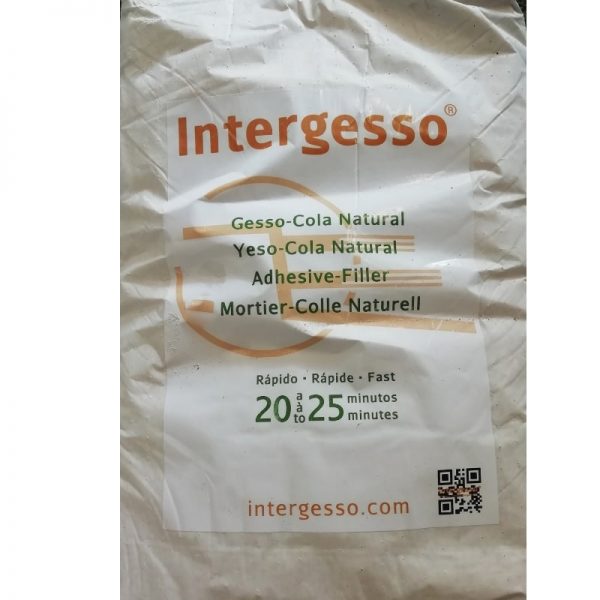 Intergesso®
Gesso-Cola Natural
Yeso-Cola Natural
Adhesive-Filler
Mortier-Colle Naturell
Rápido · Rápide · Fast
20 a à to 25 minutos minutes
intergesso.com